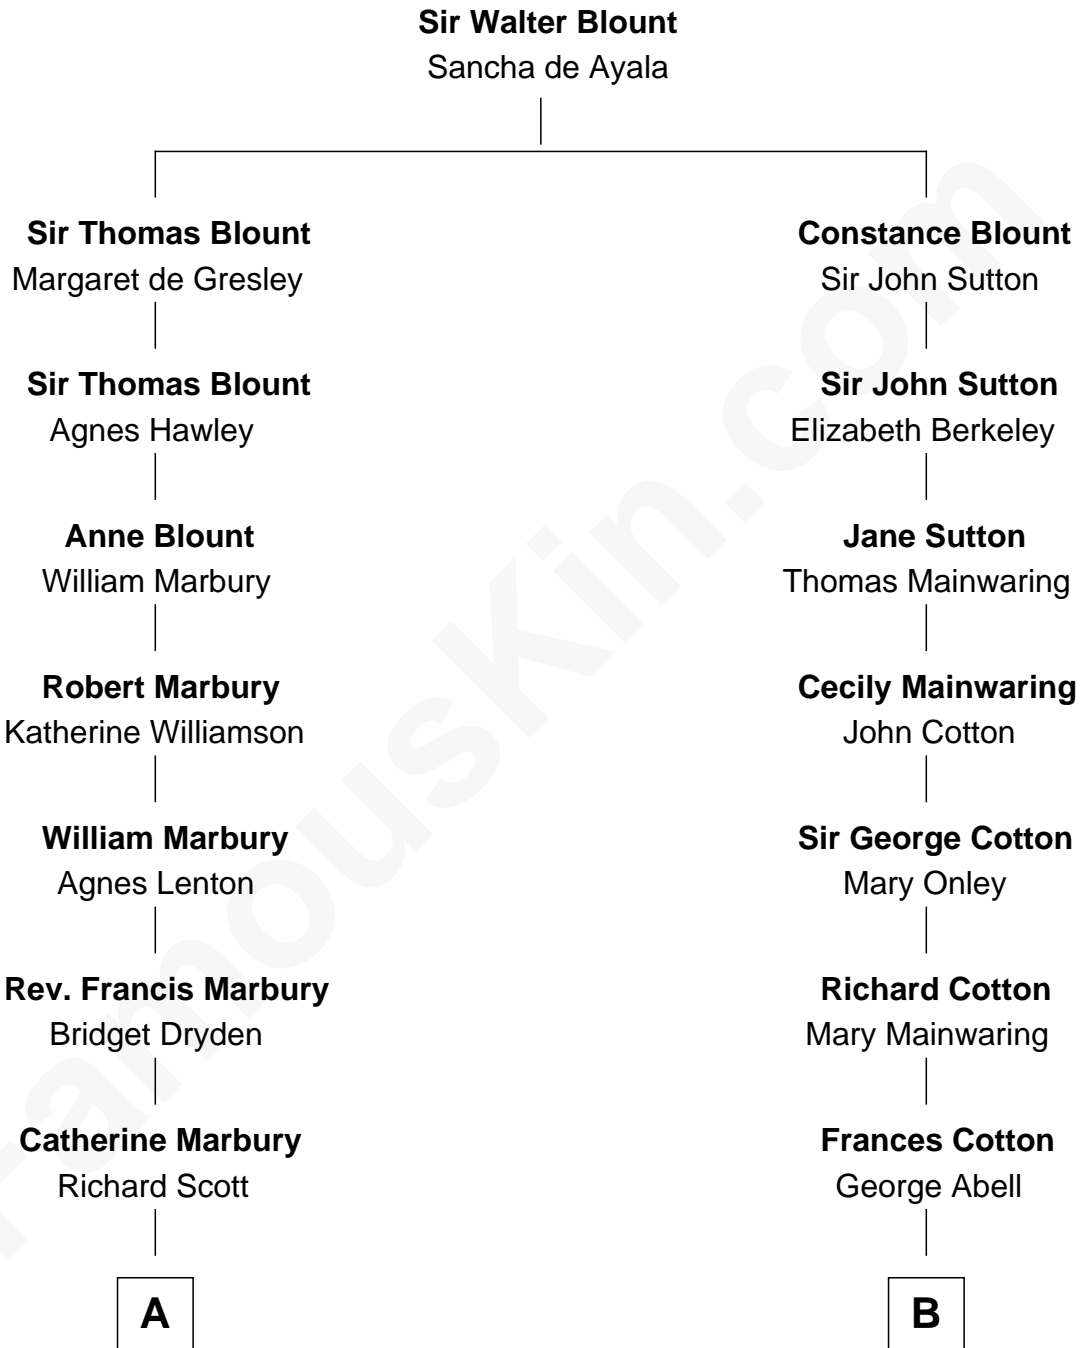 Sir Walter Blount
Sancha de Ayala
Sir Thomas Blount
Margaret de Gresley
Constance Blount
Sir John Sutton
Sir Thomas Blount
Agnes Hawley
Sir John Sutton
Elizabeth Berkeley
Anne Blount
William Marbury
Jane Sutton
Thomas Mainwaring
Robert Marbury
Katherine Williamson
Cecily Mainwaring
John Cotton
William Marbury
Agnes Lenton
Sir George Cotton
Mary Onley
Rev. Francis Marbury
Bridget Dryden
Richard Cotton
Mary Mainwaring
Catherine Marbury
Richard Scott
Frances Cotton
George Abell
A
B
FamousKin.com